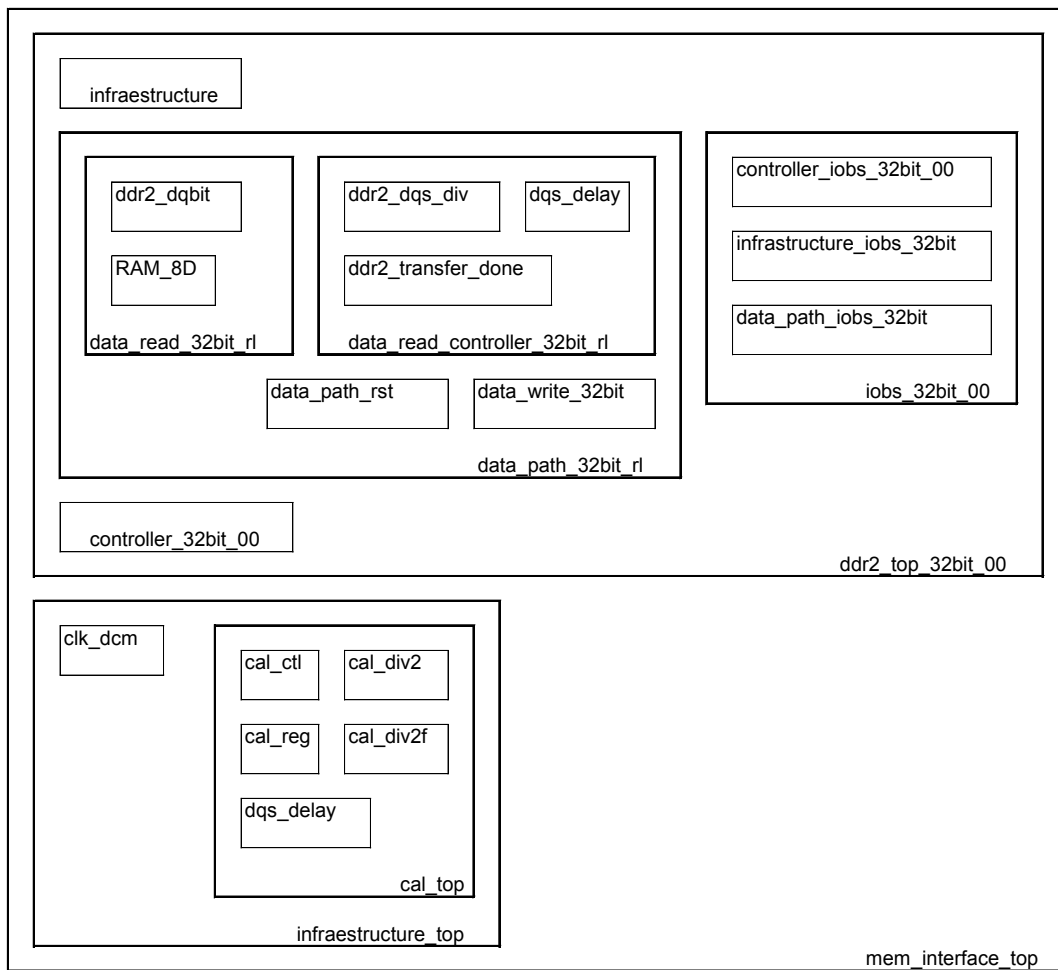 infraestructure
ddr2_dqbit
RAM_8D
data_read_32bit_rl
ddr2_dqs_div
dqs_delay
ddr2_transfer_done
data_read_controller_32bit_rl
data_path_rst
data_write_32bit
data_path_32bit_rl
controller_iobs_32bit_00
infrastructure_iobs_32bit
data_path_iobs_32bit
iobs_32bit_00
controller_32bit_00
ddr2_top_32bit_00
clk_dcm
cal_ctl
cal_div2
cal_reg
cal_div2f
dqs_delay
cal_top
infraestructure_top
mem_interface_top